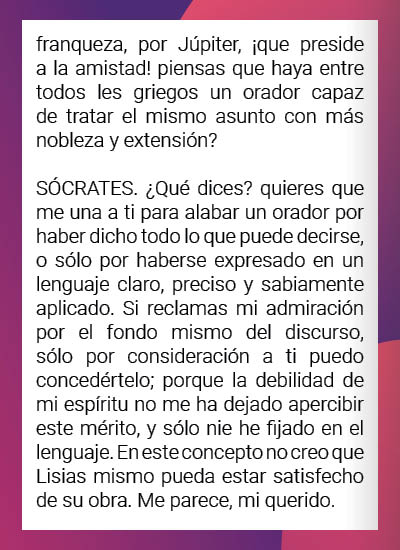 franqueza, por Júpiter, ¡que preside
a la amistad! piensas que haya entre
todos les griegos un orador capaz
de tratar el mismo asunto con más
nobleza y extensión?
SÓCRATES. ¿Qué dices? quieres que
me una a ti para alabar un orador por
haber dicho todo lo que puede decirse,
o sólo por haberse expresado en un
lenguaje claro, preciso y sabiamente
aplicado. Si reclamas mi admiración
por el fondo mismo del discurso,
sólo por consideración a ti puedo
concedértelo; porque la debilidad de
mi espíritu no me ha dejado apercibir
este mérito, y sólo nie he fijado en el
lenguaje. En este concepto no creo que
Lisias mismo pueda estar satisfecho
de su obra. Me parece, mi querido.